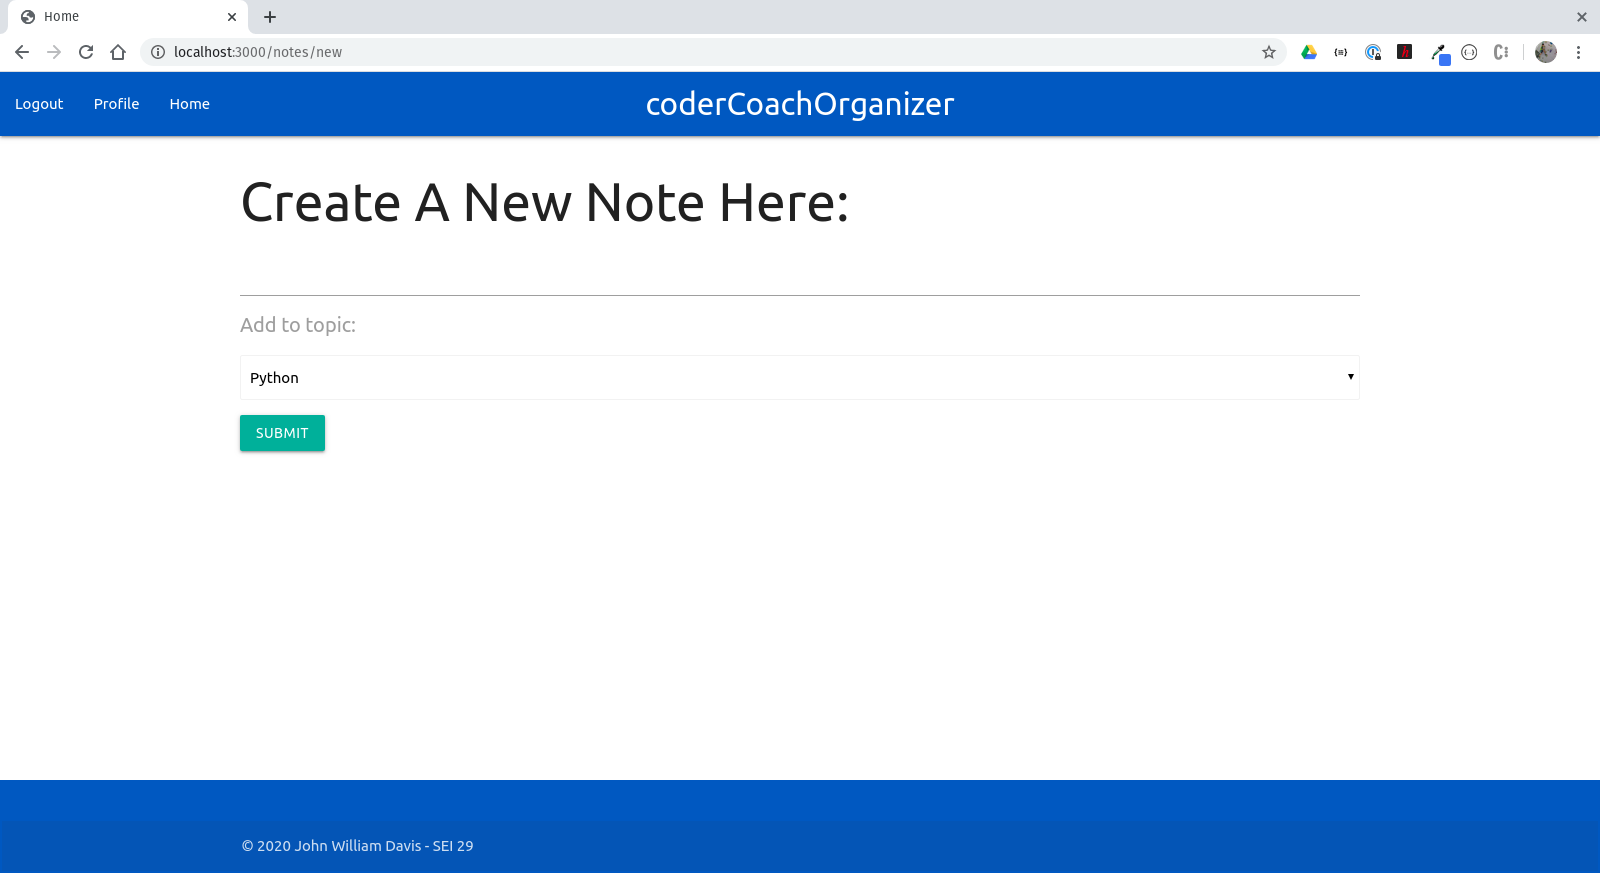 Home
localhost:3000/notes/new
Logout Profile Home coderCoachOrganizer
Create A New Note Here:
Add to topic:
Python
SUBMIT
© 2020 John William Davis - SEI 29